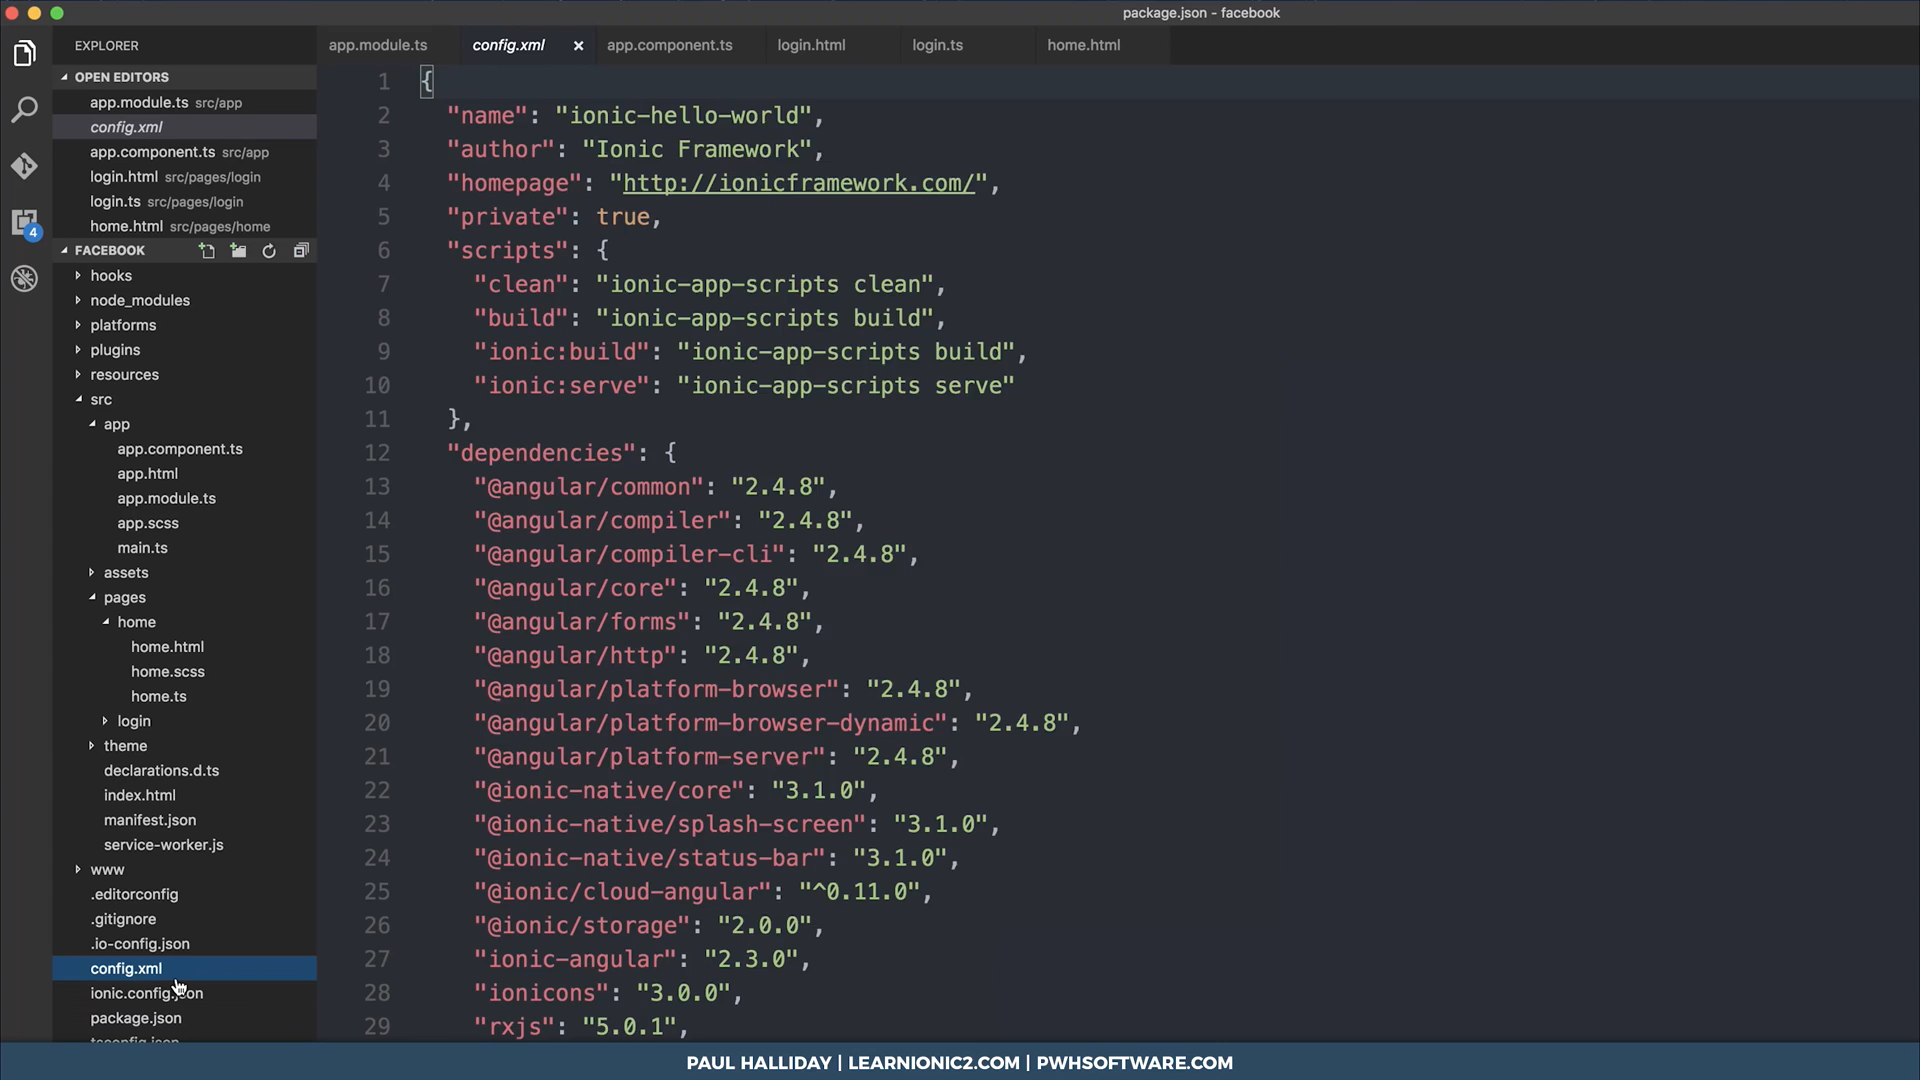 package.json - facebook
EXPLORER
OPEN EDITORS
app.module.ts src/app
config.xml
app.component.ts src/app
login.html src/pages/login
login.ts src/pages/login
home.html src/pages/home
FACEBOOK
hooks
node_modules
platforms
plugins
resources
src
app
app.component.ts
app.html
app.module.ts
app.scss
main.ts
assets
pages
home
home.html
home.scss
home.ts
login
theme
declarations.d.ts
index.html
manifest.json
service-worker.js
www
.editorconfig
.gitignore
.io-config.json
config.xml
ionic.config.json
package.json
tsconfig.json
4
app.module.ts config.xml × app.component.ts login.html login.ts home.html
1 {
2 "name": "ionic-hello-world",
3 "author": "Ionic Framework",
4 "homepage": "http://ionicframework.com/",
5 "private": true,
6 "scripts": {
7 "clean": "ionic-app-scripts clean",
8 "build": "ionic-app-scripts build",
9 "ionic:build": "ionic-app-scripts build",
10 "ionic:serve": "ionic-app-scripts serve"
11 },
12 "dependencies": {
13 "@angular/common": "2.4.8",
14 "@angular/compiler": "2.4.8",
15 "@angular/compiler-cli": "2.4.8",
16 "@angular/core": "2.4.8",
17 "@angular/forms": "2.4.8",
18 "@angular/http": "2.4.8",
19 "@angular/platform-browser": "2.4.8",
20 "@angular/platform-browser-dynamic": "2.4.8",
21 "@angular/platform-server": "2.4.8",
22 "@ionic-native/core": "3.1.0",
23 "@ionic-native/splash-screen": "3.1.0",
24 "@ionic-native/status-bar": "3.1.0",
25 "@ionic/cloud-angular": "^0.11.0",
26 "@ionic/storage": "2.0.0",
27 "ionic-angular": "2.3.0",
28 "ionicons": "3.0.0",
29 "rxjs": "5.0.1",
PAUL HALLIDAY | LEARNIONIC2.COM | PWHSOFTWARE.COM